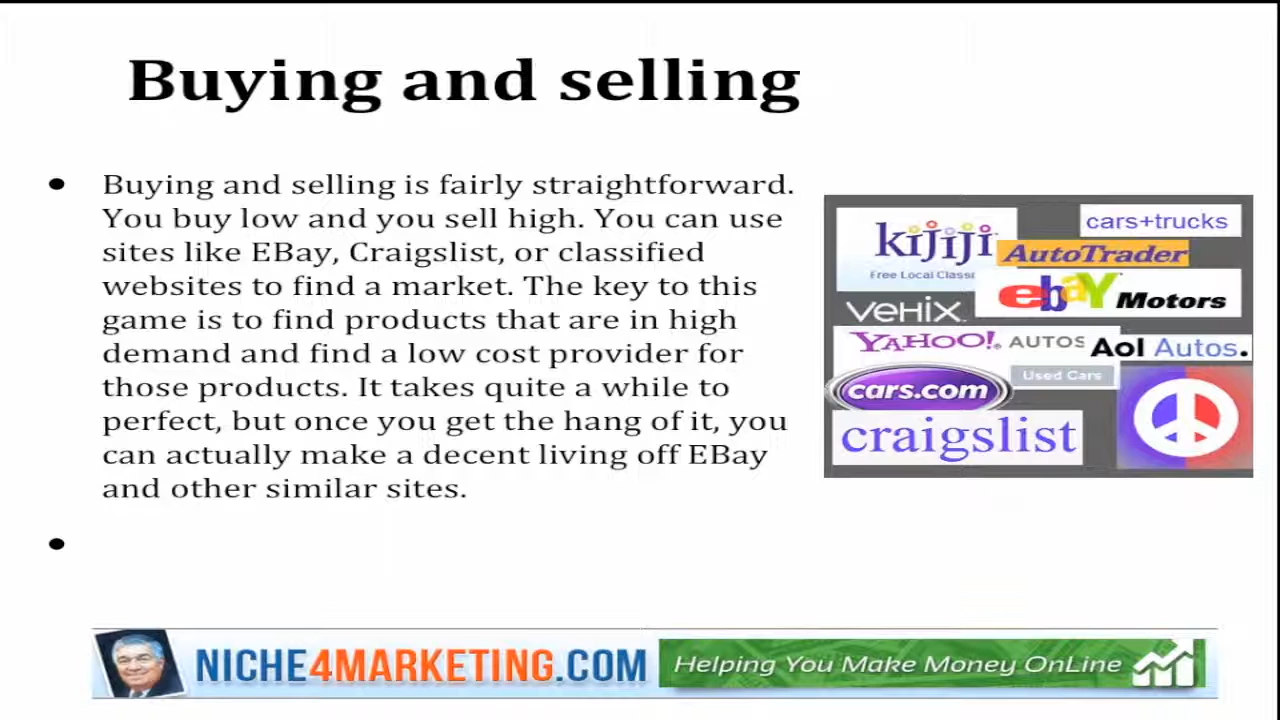 Buying and selling
Buying and selling is fairly straightforward.
You buy low and you sell high. You can use
sites like EBay, Craigslist, or classified
websites to find a market. The key to this
game is to find products that are in high
demand and find a low cost provider for
those products. It takes quite a while to
perfect, but once you get the hang of it, you
can actually make a decent living off EBay
and other similar sites.
kijiji
Free Local
cars+trucks
AutoTrader
ebaY Motors
vehix
YAHOO! AUTOS
Aol Autos.
Used Cars
cars.com
craigslist
NICHE4MARKETING.COM
Helping You Make Money OnLine